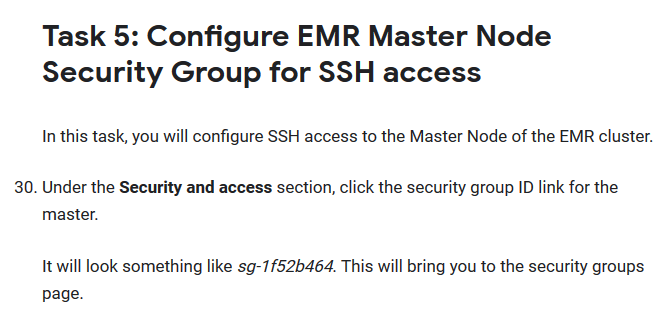 Task 5: Configure EMR Master Node
Security Group for SSH access
In this task, you will configure SSH access to the Master Node of the EMR cluster.
30. Under the Security and access section, click the security group ID link for the
master.
It will look something like sg-1f52b464. This will bring you to the security groups
page.